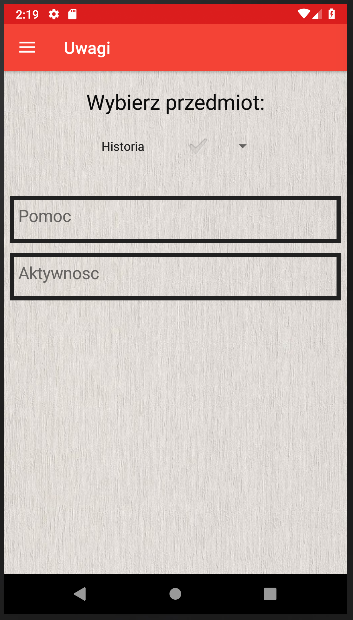 2:19
Uwagi
Wybierz przedmiot:
Historia
Pomoc
Aktywnosc